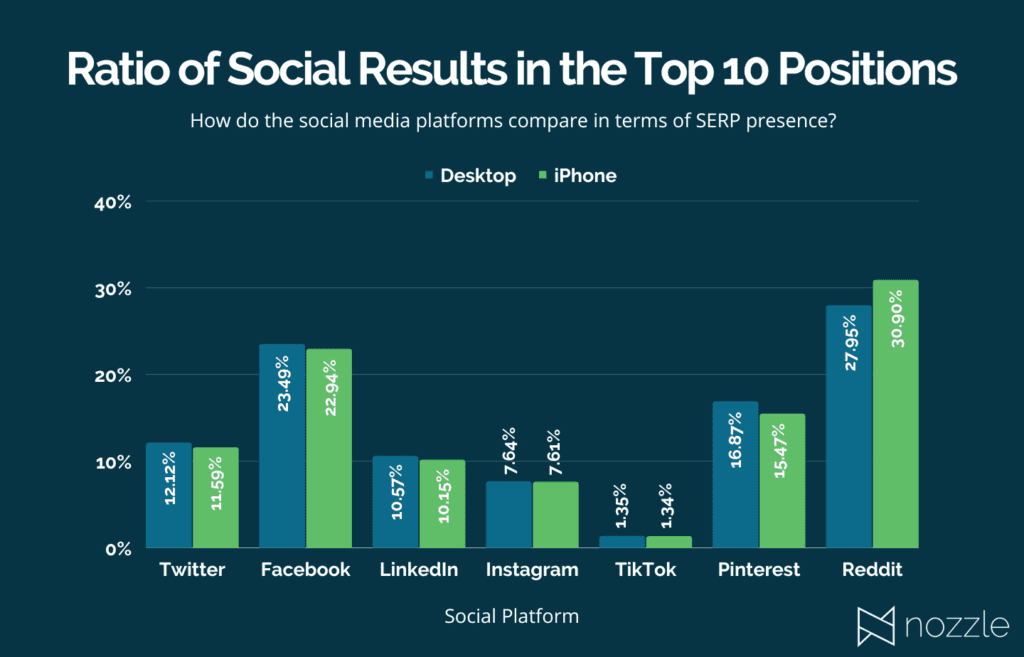 Ratio of Social Results in the Top 10 Positions
How do the social media platforms compare in terms of SERP presence?
Desktop iPhone
40%
30%
20%
10%
0%
12.12% 11.59% 23.49% 22.94% 10.57% 10.15% 7.64% 7.61% 1.35% 1.34% 16.87% 15.47% 27.95% 30.90%
Twitter Facebook LinkedIn Instagram TikTok Pinterest Reddit
Social Platform
nozzle